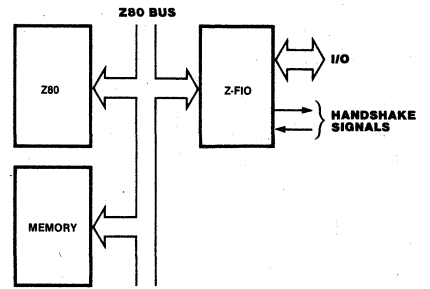 Z80 BUS
Z80
Z-FIO
I/O
HANDSHAKE
SIGNALS
MEMORY